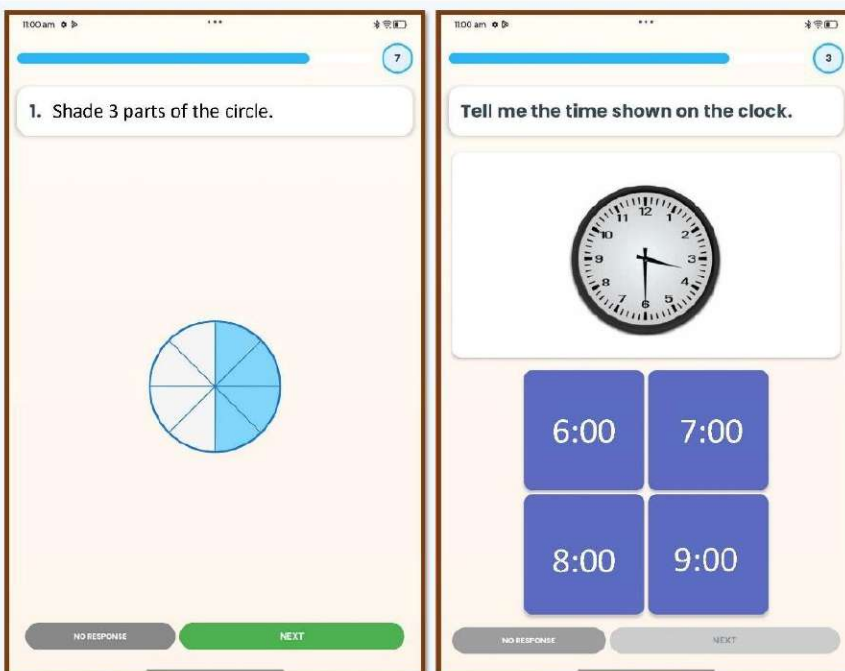 11:00 am
7
1. Shade 3 parts of the circle.
NO RESPONSE
NEXT
11:00 am
3
Tell me the time shown on the clock.
12
1
2
3
4
5
6
7
8
9
10
11
6:00
7:00
8:00
9:00
NO RESPONSE
NEXT